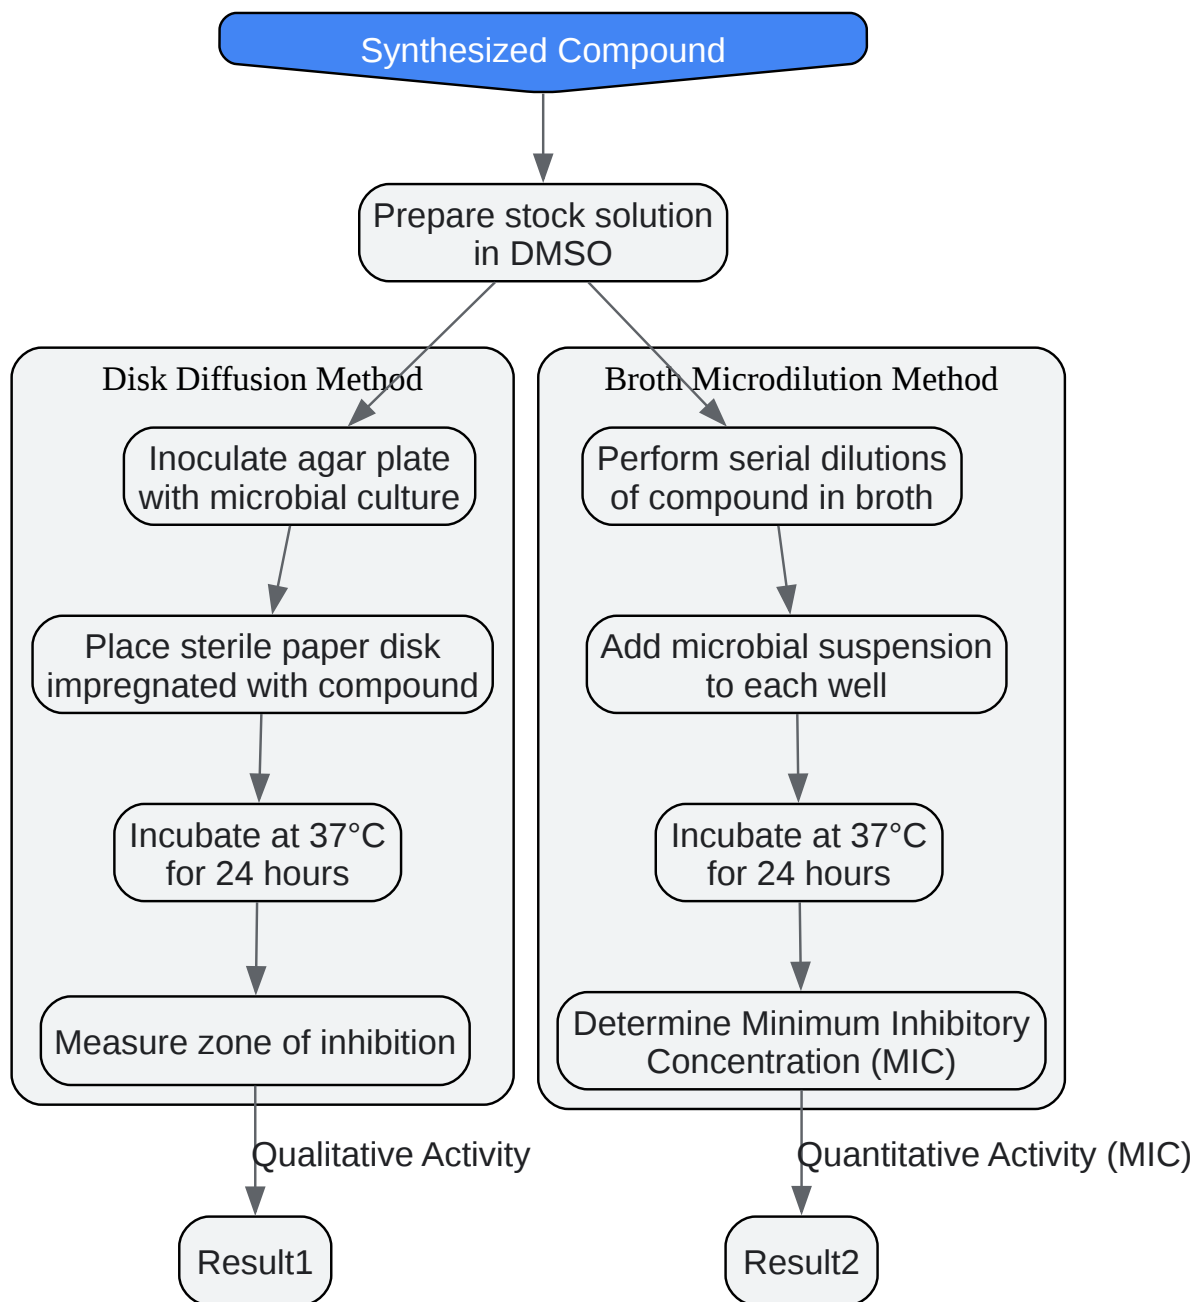 Synthesized Compound
Prepare stock solution
in DMSO
Disk Diffusion Method
Inoculate agar plate
with microbial culture
Place sterile paper disk
impregnated with compound
Incubate at 37°C
for 24 hours
Measure zone of inhibition
Qualitative Activity
Result1
Broth Microdilution Method
Perform serial dilutions
of compound in broth
Add microbial suspension
to each well
Incubate at 37°C
for 24 hours
Determine Minimum Inhibitory
Concentration (MIC)
Quantitative Activity (MIC)
Result2